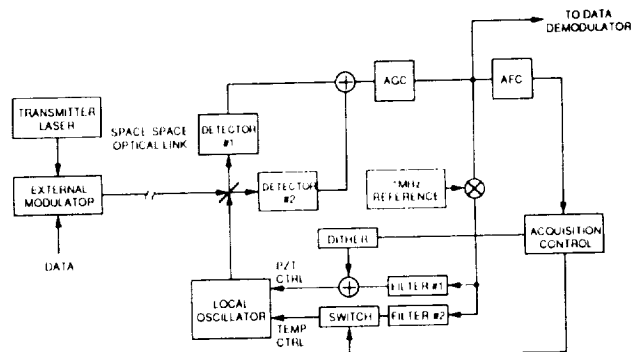 TO DATA
DEMODULATOR
AGC
AFC
TRANSMITTER
LASER
SPACE SPACE
OPTICAL LINK
DETECTOR
#1
EXTERNAL
MODULATOR
DETECTOR
#2
MHz
REFERENCE
DATA
DITHER
ACQUISITION
CONTROL
PZT
CTRL
LOCAL
OSCILLATOR
FILTER #1
TEMP
CTRL
SWITCH
FILTER #2